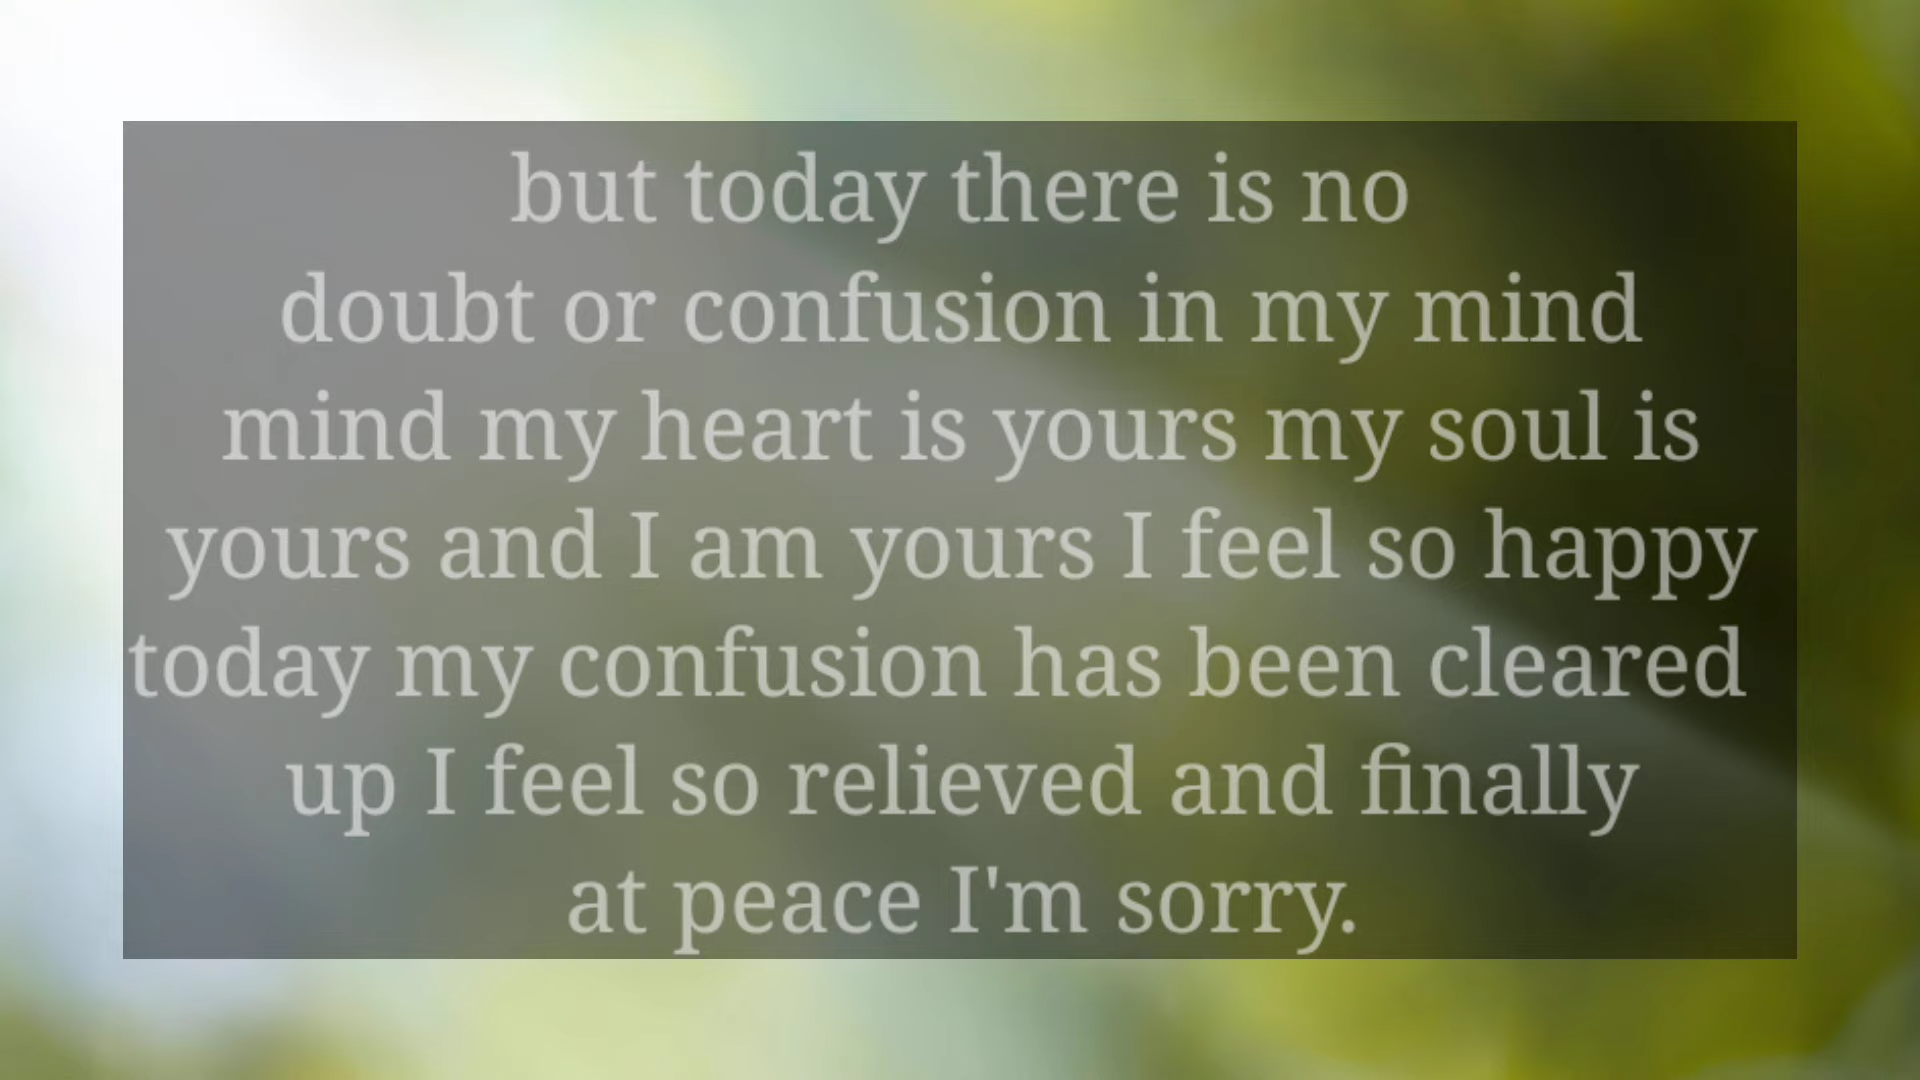 but today there is no
doubt or confusion in my mind
mind my heart is yours my soul is
yours and I am yours I feel so happy
today my confusion has been cleared
up I feel so relieved and finally
at peace I'm sorry.